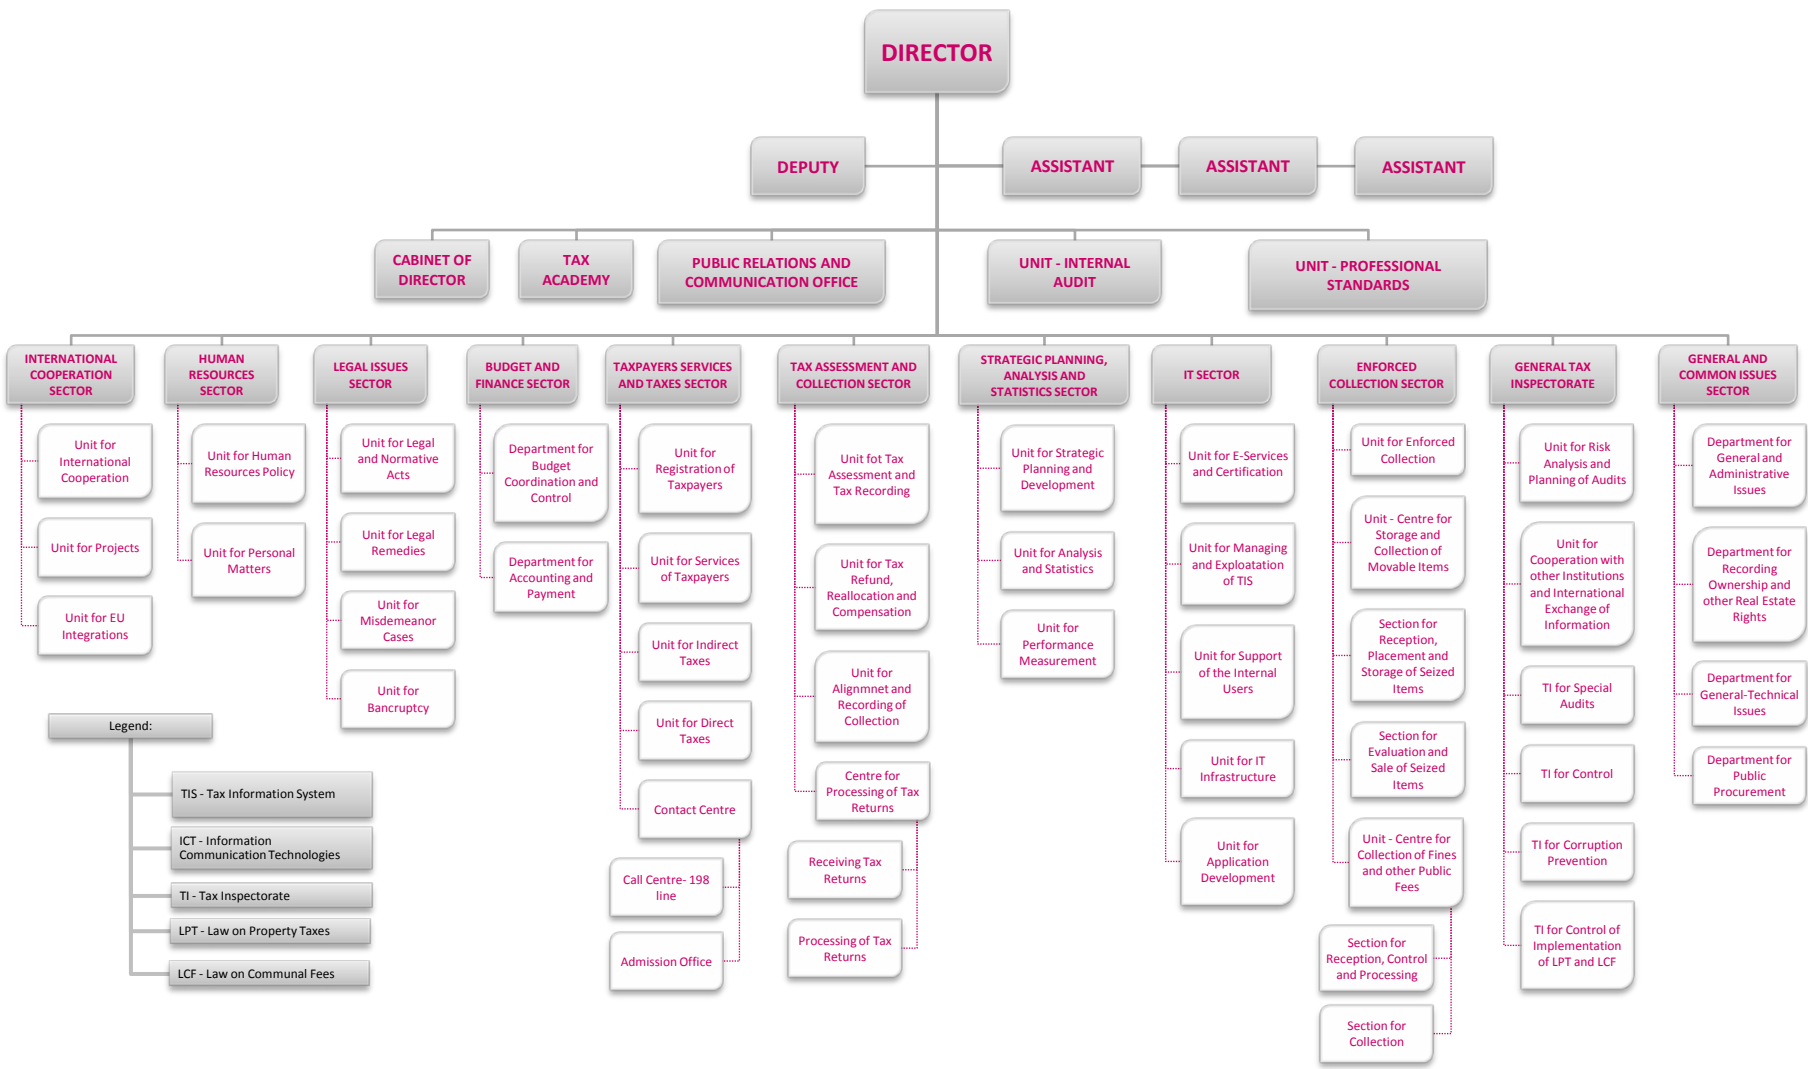 DIRECTOR
DEPUTY
ASSISTANT
ASSISTANT
ASSISTANT
CABINET OF
DIRECTOR
TAX
ACADEMY
PUBLIC RELATIONS AND
COMMUNICATION OFFICE
UNIT - INTERNAL
AUDIT
UNIT - PROFESSIONAL
STANDARDS
INTERNATIONAL
COOPERATION
SECTOR
Unit for
International
Cooperation
Unit for Projects
Unit for EU
Integrations
HUMAN
RESOURCES
SECTOR
Unit for Human
Resources Policy
Unit for Personal
Matters
LEGAL ISSUES
SECTOR
Unit for Legal
and Normative
Acts
Unit for Legal
Remedies
Unit for
Misdemeanor
Cases
Unit for
Bancruptcy
BUDGET AND
FINANCE SECTOR
Department for
Budget
Coordination and
Control
Department for
Accounting and
Payment
TAXPAYERS SERVICES
AND TAXES SECTOR
Unit for
Registration of
Taxpayers
Unit for Services
of Taxpayers
Unit for Indirect
Taxes
Unit for Direct
Taxes
Contact Centre
Call Centre- 198
line
Admission Office
TAX ASSESSMENT AND
COLLECTION SECTOR
Unit fot Tax
Assessment and
Tax Recording
Unit for Tax
Refund,
Reallocation and
Compensation
Unit for
Alignmnet and
Recording of
Collection
Centre for
Processing of Tax
Returns
Receiving Tax
Returns
Processing of Tax
Returns
STRATEGIC PLANNING,
ANALYSIS AND
STATISTICS SECTOR
Unit for Strategic
Planning and
Development
Unit for Analysis
and Statistics
Unit for
Performance
Measurement
IT SECTOR
Unit for E-Services
and Certification
Unit for Managing
and Exploatation
of TIS
Unit for Support
of the Internal
Users
Unit for IT
Infrastructure
Unit for
Application
Development
ENFORCED
COLLECTION SECTOR
Unit for Enforced
Collection
Unit - Centre for
Storage and
Collection of
Movable Items
Section for
Reception,
Placement and
Storage of Seized
Items
Section for
Evaluation and
Sale of Seized
Items
Unit - Centre for
Collection of Fines
and other Public
Fees
Section for
Reception, Control
and Processing
Section for
Collection
GENERAL TAX
INSPECTORATE
Unit for Risk
Analysis and
Planning of Audits
Unit for
Cooperation with
other Institutions
and International
Exchange of
Information
TI for Special
Audits
TI for Control
TI for Corruption
Prevention
TI for Control of
Implementation
of LPT and LCF
GENERAL AND
COMMON ISSUES
SECTOR
Department for
General and
Administrative
Issues
Department for
Recording
Ownership and
other Real Estate
Rights
Department for
General-Technical
Issues
Department for
Public
Procurement
Legend:
TIS - Tax Information System
ICT - Information
Communication Technologies
TI - Tax Inspectorate
LPT - Law on Property Taxes
LCF - Law on Communal Fees